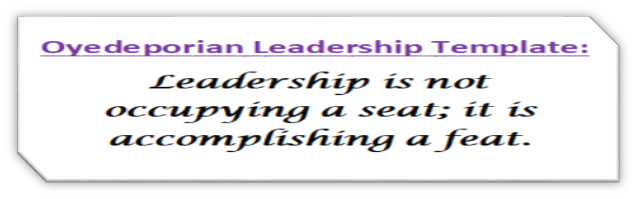 Oyedeporian Leadership Template:
Leadership is not
occupying a seat; it is
accomplishing a feat.